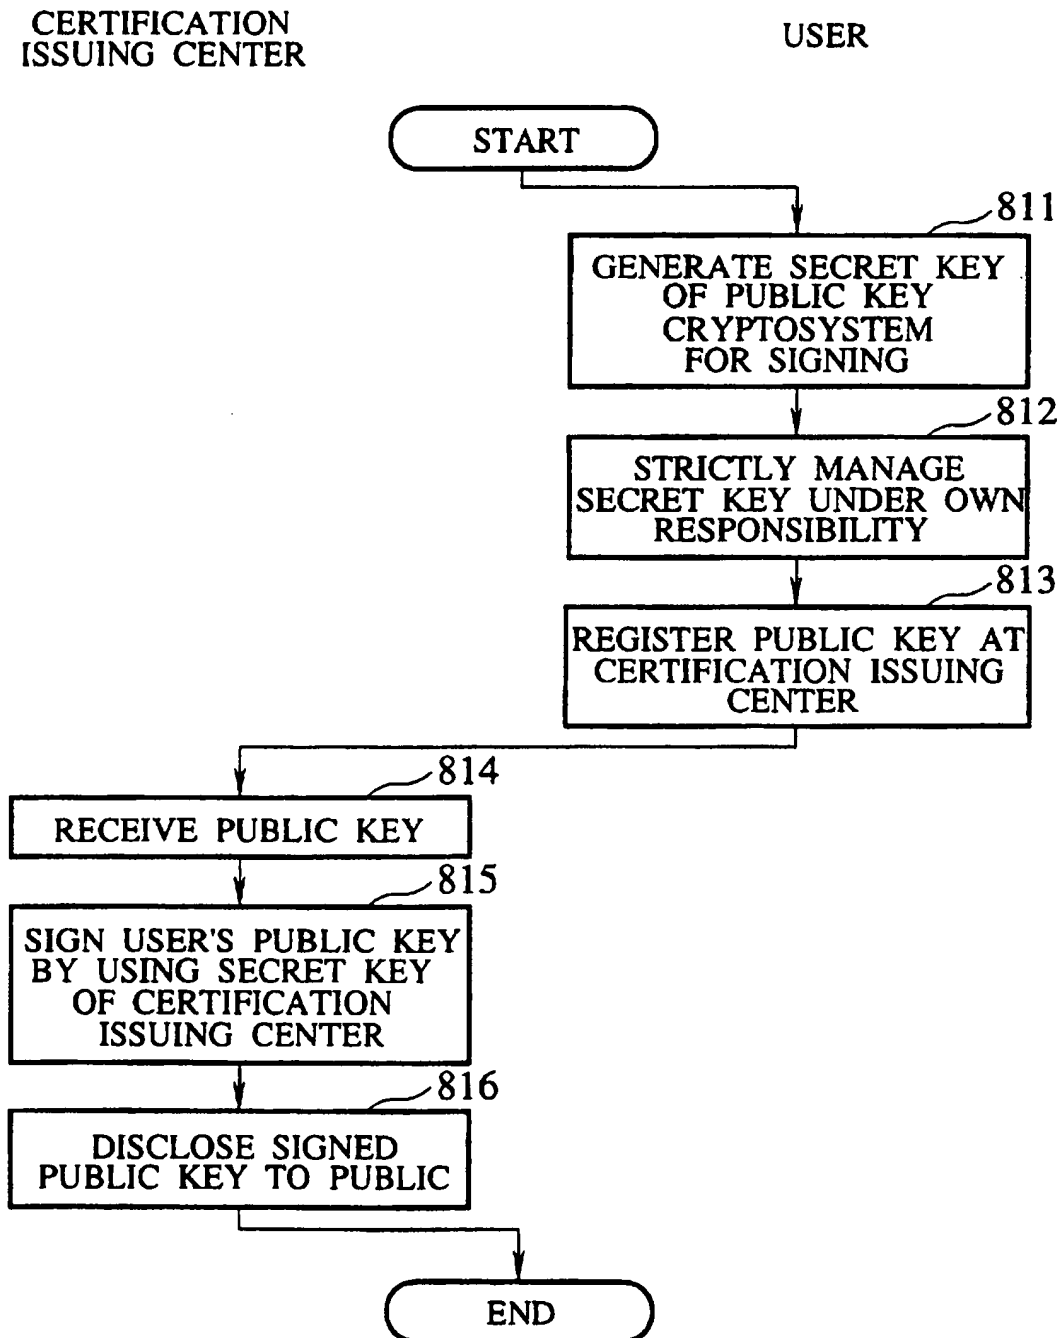 CERTIFICATION
ISSUING CENTER
USER
START
811
GENERATE SECRET KEY
OF PUBLIC KEY
CRYPTOSYSTEM
FOR SIGNING
812
STRICTLY MANAGE
SECRET KEY UNDER OWN
RESPONSIBILITY
813
REGISTER PUBLIC KEY AT
CERTIFICATION ISSUING
CENTER
814
RECEIVE PUBLIC KEY
815
SIGN USER'S PUBLIC KEY
BY USING SECRET KEY
OF CERTIFICATION
ISSUING CENTER
816
DISCLOSE SIGNED
PUBLIC KEY TO PUBLIC
END